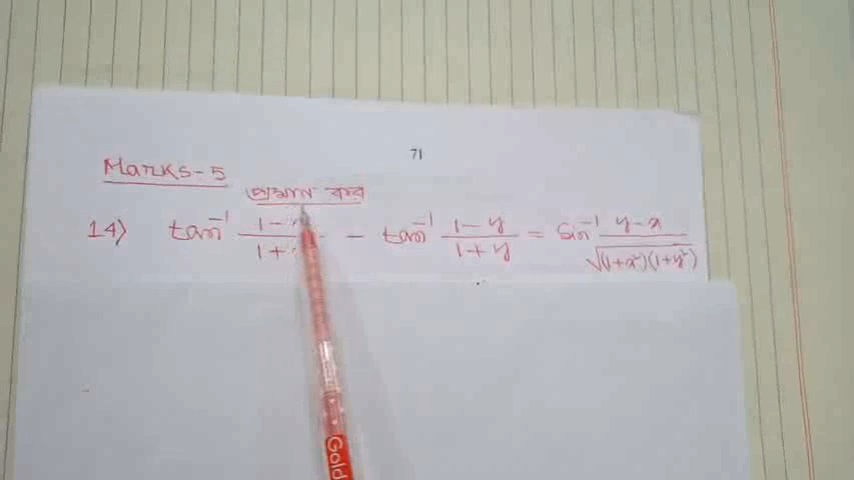 71
Marks-5
প্রমাণ কর
14) tan⁻¹ (1-)/(1+) - tan⁻¹ (1-y)/(1+y) = Sin⁻¹ (y-x)/√((1+x²)(1+y²))
Gold